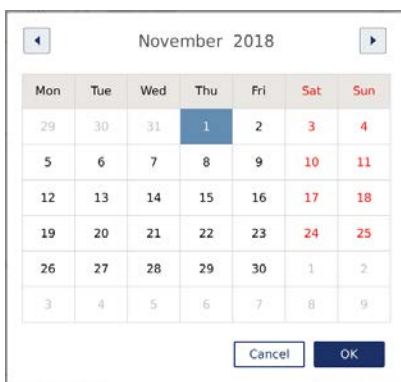 November 2018
Mon Tue Wed Thu Fri Sat Sun
29 30 31 1 2 3 4
5 6 7 8 9 10 11
12 13 14 15 16 17 18
19 20 21 22 23 24 25
26 27 28 29 30 1 2
3 4 5 6 7 8 9
Cancel OK